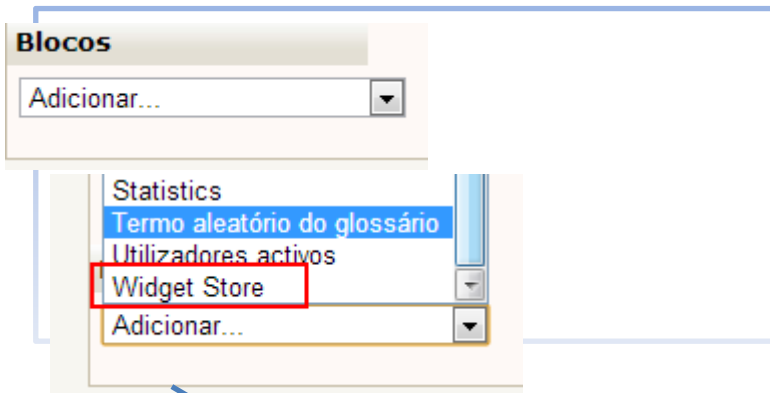 Blocos
Adicionar...
Statistics
Termo aleatório do glossário
Utilizadores activos
Widget Store
Adicionar...